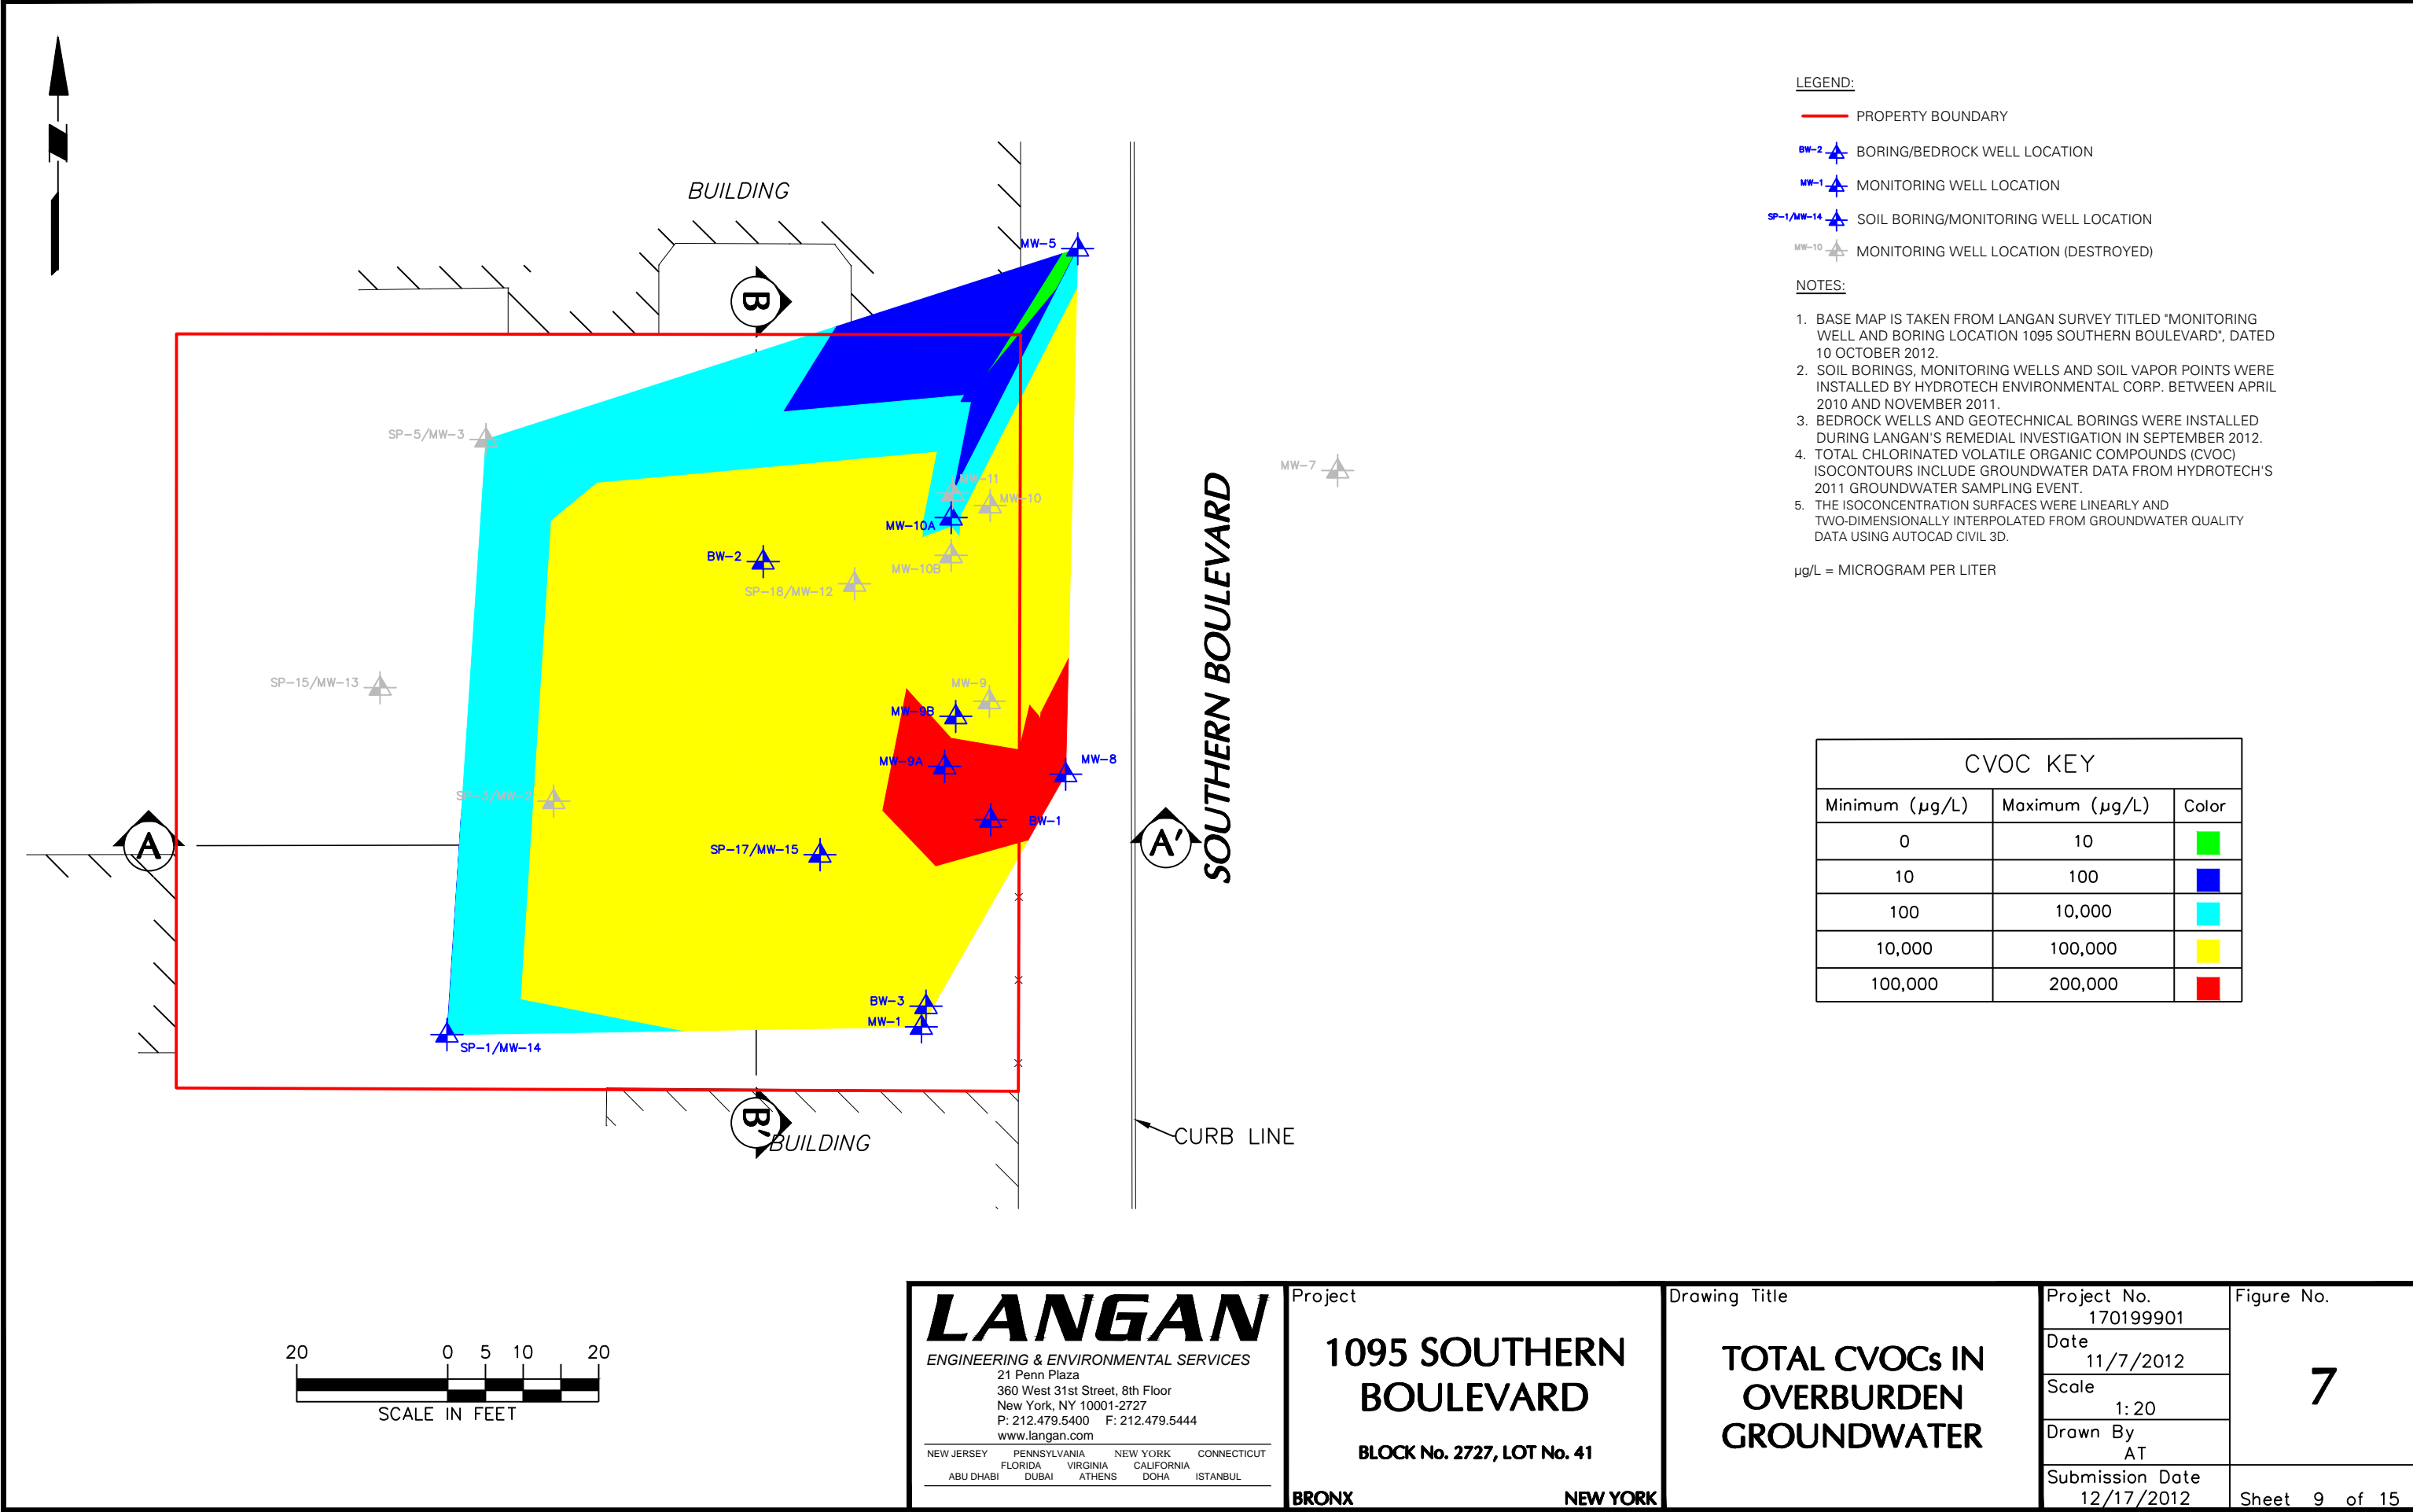 LEGEND:
PROPERTY BOUNDARY
BW-2 BORING/BEDROCK WELL LOCATION
MW-1 MONITORING WELL LOCATION
SP-1/MW-14 SOIL BORING/MONITORING WELL LOCATION
MW-10 MONITORING WELL LOCATION (DESTROYED)
NOTES:
1. BASE MAP IS TAKEN FROM LANGAN SURVEY TITLED "MONITORING
WELL AND BORING LOCATION 1095 SOUTHERN BOULEVARD", DATED
10 OCTOBER 2012.
2. SOIL BORINGS, MONITORING WELLS AND SOIL VAPOR POINTS WERE
INSTALLED BY HYDROTECH ENVIRONMENTAL CORP. BETWEEN APRIL
2010 AND NOVEMBER 2011.
3. BEDROCK WELLS AND GEOTECHNICAL BORINGS WERE INSTALLED
DURING LANGAN'S REMEDIAL INVESTIGATION IN SEPTEMBER 2012.
4. TOTAL CHLORINATED VOLATILE ORGANIC COMPOUNDS (CVOC)
ISOCONTOURS INCLUDE GROUNDWATER DATA FROM HYDROTECH'S
2011 GROUNDWATER SAMPLING EVENT.
5. THE ISOCONCENTRATION SURFACES WERE LINEARLY AND
TWO-DIMENSIONALLY INTERPOLATED FROM GROUNDWATER QUALITY
DATA USING AUTOCAD CIVIL 3D.
µg/L = MICROGRAM PER LITER
N
BUILDING
MW-5
B
SP-5/MW-3
MW-7
MW-11
MW-10
MW-10A
BW-2
MW-10B
SP-18/MW-12
SP-15/MW-13
MW-9
MW-9B
MW-9A
MW-8
SP-3/MW-2
BW-1
A
SP-17/MW-15
A'
SOUTHERN BOULEVARD
BW-3
MW-1
SP-1/MW-14
B'
BUILDING
CURB LINE
CVOC KEY
Minimum (µg/L) Maximum (µg/L) Color
0 10
10 100
100 10,000
10,000 100,000
100,000 200,000
20 0 5 10 20
SCALE IN FEET
LANGAN
ENGINEERING & ENVIRONMENTAL SERVICES
21 Penn Plaza
360 West 31st Street, 8th Floor
New York, NY 10001-2727
P: 212.479.5400 F: 212.479.5444
www.langan.com
NEW JERSEY PENNSYLVANIA NEW YORK CONNECTICUT
FLORIDA VIRGINIA CALIFORNIA
ABU DHABI DUBAI ATHENS DOHA ISTANBUL
Project
1095 SOUTHERN
BOULEVARD
BLOCK No. 2727, LOT No. 41
BRONX NEW YORK
Drawing Title
TOTAL CVOCs IN
OVERBURDEN
GROUNDWATER
Project No.
170199901
Date
11/7/2012
Scale
1:20
Drawn By
AT
Submission Date
12/17/2012
Figure No.
7
Sheet 9 of 15